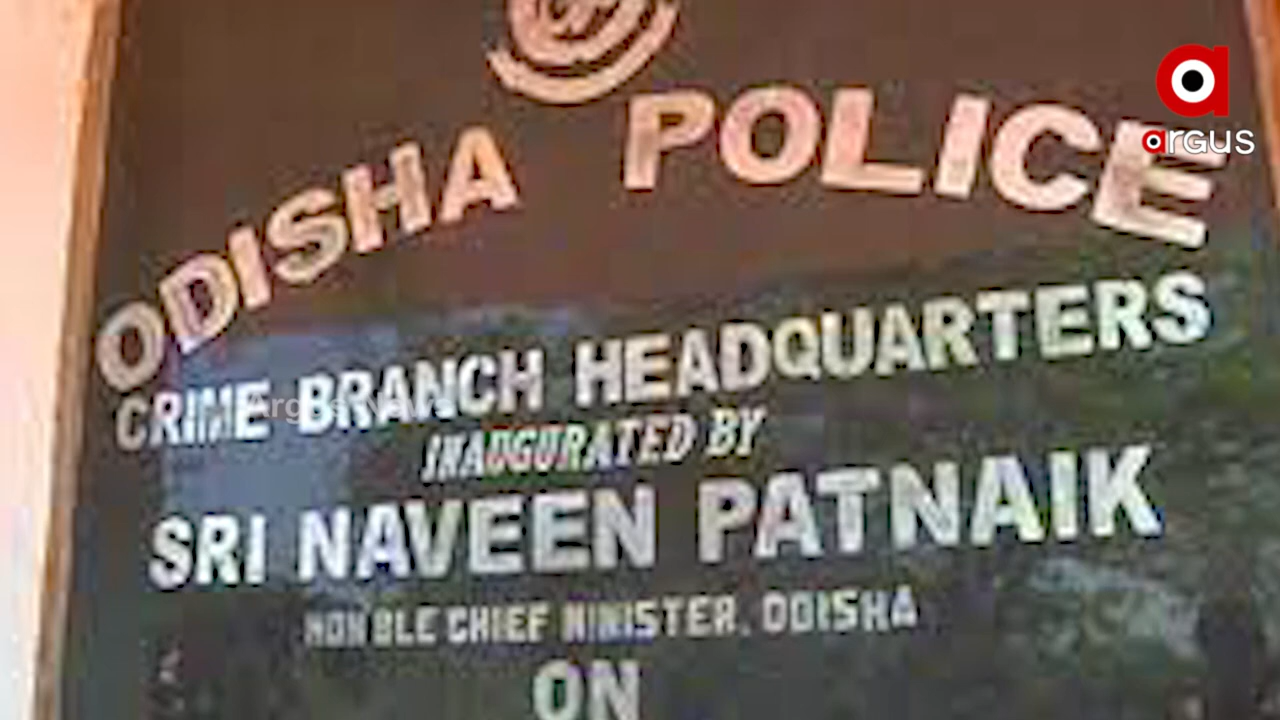 argus
ODISHA POLICE
CRIME BRANCH HEADQUARTERS
INAUGURATED BY
SRI NAVEEN PATNAIK
HON'BLE CHIEF MINISTER, ODISHA
ON